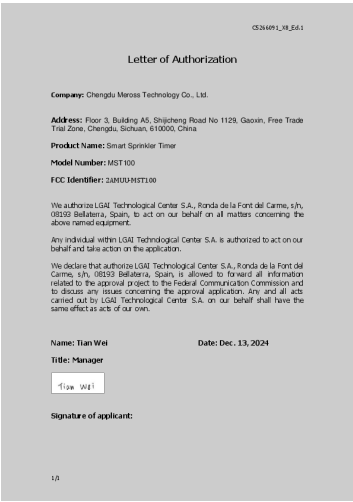 CS266091_X8_Ed.1
Letter of Authorization
Company: Chengdu Meross Technology Co., Ltd.
Address: Floor 3, Building A5, Shijicheng Road No 1129, Gaoxin, Free Trade
Trial Zone, Chengdu, Sichuan, 610000, China
Product Name: Smart Sprinkler Timer
Model Number: MST100
FCC Identifier: 2AMUU-MST100
We authorize LGAI Technological Center S.A., Ronda de la Font del Carme, s/n,
08193 Bellaterra, Spain, to act on our behalf on all matters concerning the
above named equipment.
Any individual within LGAI Technological Center S.A. is authorized to act on our
behalf and take action on the application.
We declare that authorize LGAI Technological Center S.A., Ronda de la Font del
Carme, s/n, 08193 Bellaterra, Spain, is allowed to forward all information
related to the approval project to the Federal Communication Commission and
to discuss any issues concerning the approval application. Any and all acts
carried out by LGAI Technological Center S.A. on our behalf shall have the
same effect as acts of our own.
Name: Tian Wei Date: Dec. 13, 2024
Title: Manager
Tian Wei
Signature of applicant:
1/1